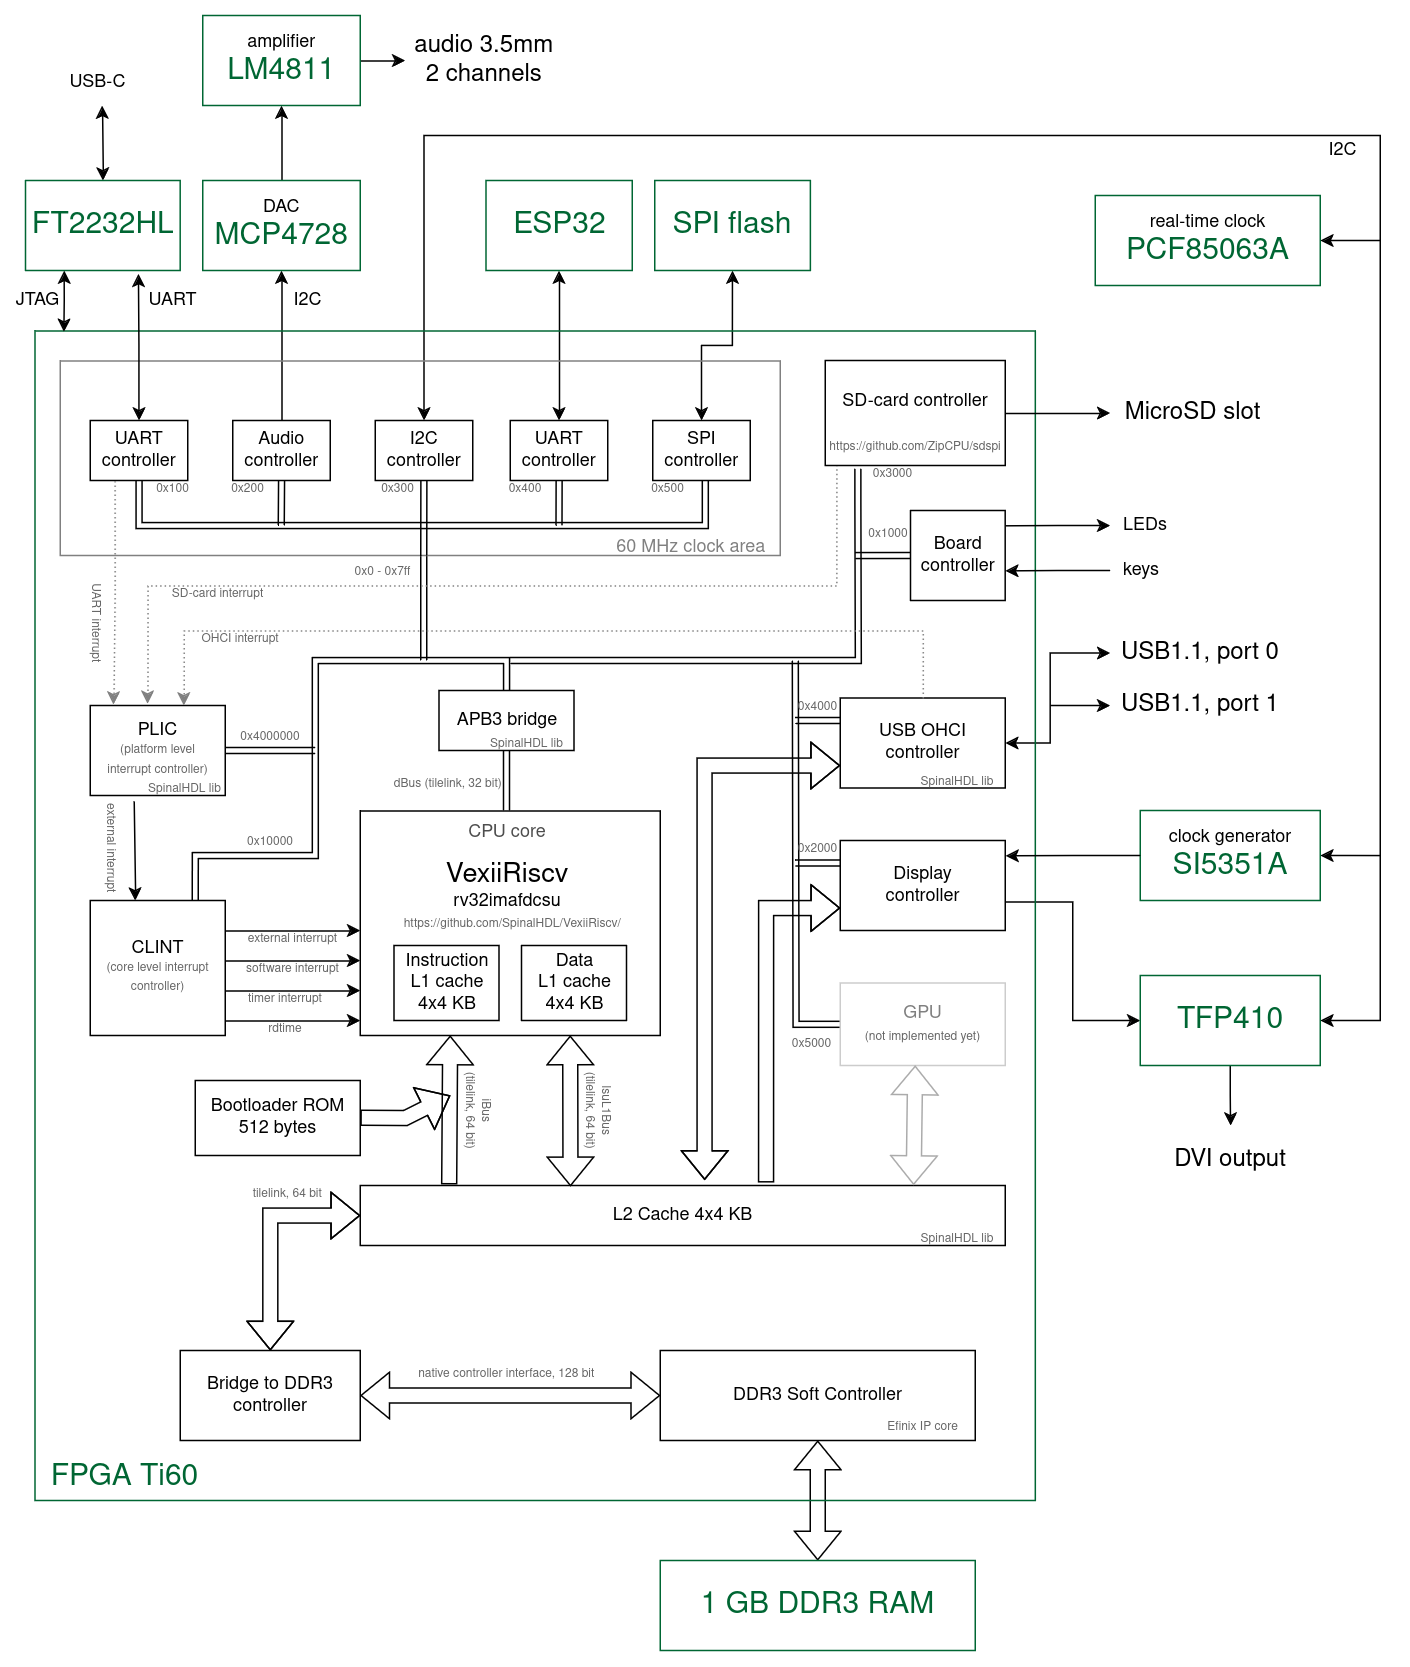 amplifier
LM4811
audio 3.5mm
2 channels
USB-C
I2C
FT2232HL
DAC
MCP4728
ESP32
SPI flash
real-time clock
PCF85063A
JTAG
UART
I2C
UART
controller
0x100
Audio
controller
0x200
I2C
controller
0x300
UART
controller
0x400
SPI
controller
0x500
60 MHz clock area
SD-card controller
https://github.com/ZipCPU/sdspi
0x3000
MicroSD slot
0x1000
Board
controller
LEDs
keys
0x0 - 0x7ff
UART interrupt
SD-card interrupt
OHCI interrupt
USB1.1, port 0
USB1.1, port 1
PLIC
(platform level
interrupt controller)
SpinalHDL lib
0x4000000
APB3 bridge
SpinalHDL lib
dBus (tilelink, 32 bit)
0x4000
USB OHCI
controller
SpinalHDL lib
external interrupt
0x10000
CPU core
VexiiRiscv
rv32imafdcsu
https://github.com/SpinalHDL/VexiiRiscv/
Instruction
L1 cache
4x4 KB
Data
L1 cache
4x4 KB
0x2000
Display
controller
clock generator
SI5351A
CLINT
(core level interrupt
controller)
external interrupt
software interrupt
timer interrupt
rdtime
GPU
(not implemented yet)
0x5000
TFP410
DVI output
Bootloader ROM
512 bytes
iBus
(tilelink, 64 bit)
lsuL1Bus
(tilelink, 64 bit)
tilelink, 64 bit
L2 Cache 4x4 KB
SpinalHDL lib
Bridge to DDR3
controller
native controller interface, 128 bit
DDR3 Soft Controller
Efinix IP core
FPGA Ti60
1 GB DDR3 RAM